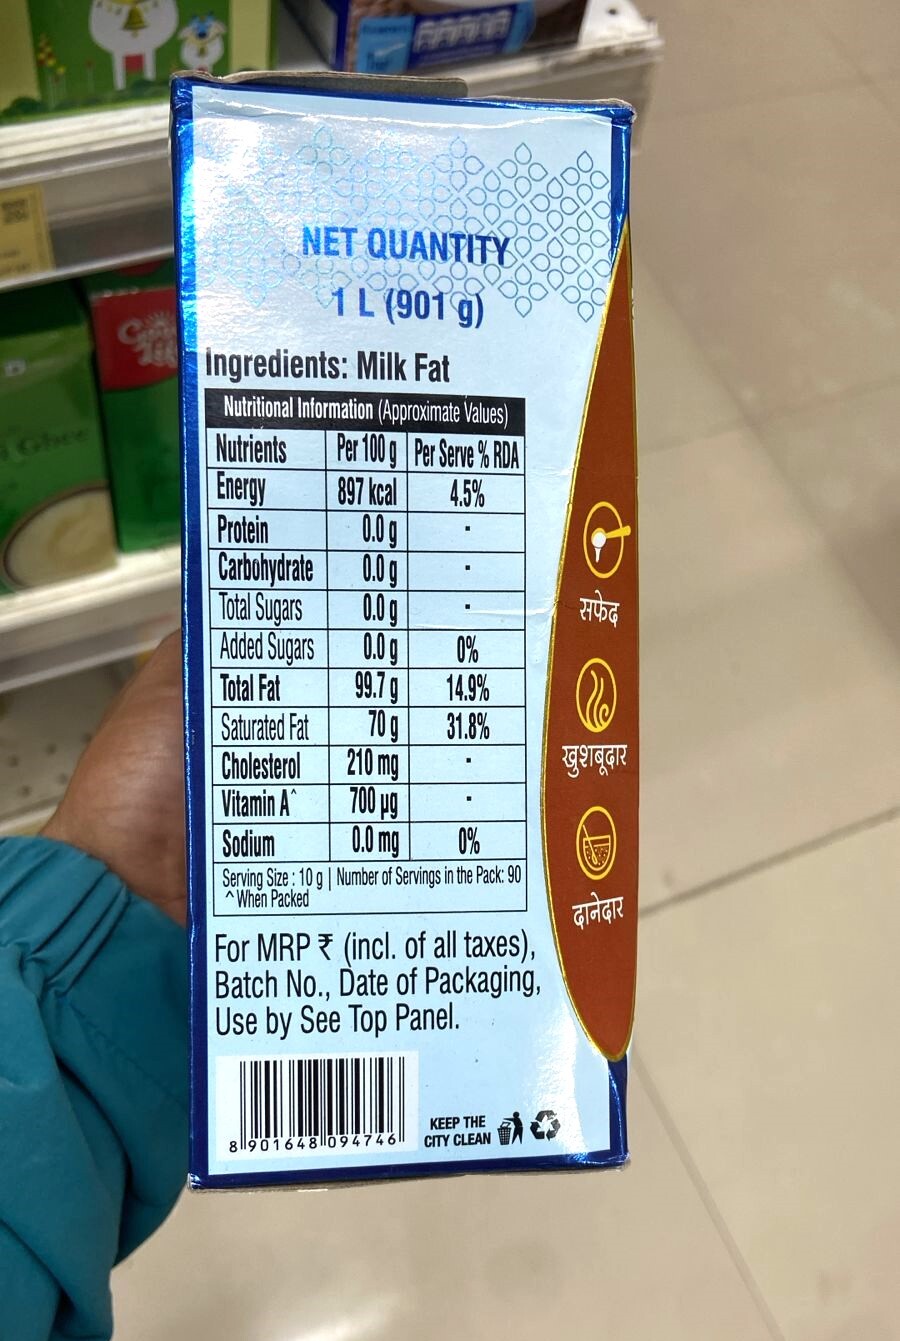 NET QUANTITY
1 L (901 g)
Ingredients: Milk Fat
Nutritional Information (Approximate Values)
Nutrients Per 100 g Per Serve % RDA
Energy 897 kcal 4.5%
Protein 0.0 g -
Carbohydrate 0.0 g -
Total Sugars 0.0 g -
Added Sugars 0.0 g 0%
Total Fat 99.7 g 14.9%
Saturated Fat 70 g 31.8%
Cholesterol 210 mg -
Vitamin A^ 700 µg -
Sodium 0.0 mg 0%
Serving Size : 10 g | Number of Servings in the Pack: 90
^When Packed
For MRP ₹ (incl. of all taxes),
Batch No., Date of Packaging,
Use by See Top Panel.
8 901648 094746
KEEP THE
CITY CLEAN
सफेद
खुशबूदार
दानेदार
Ghee